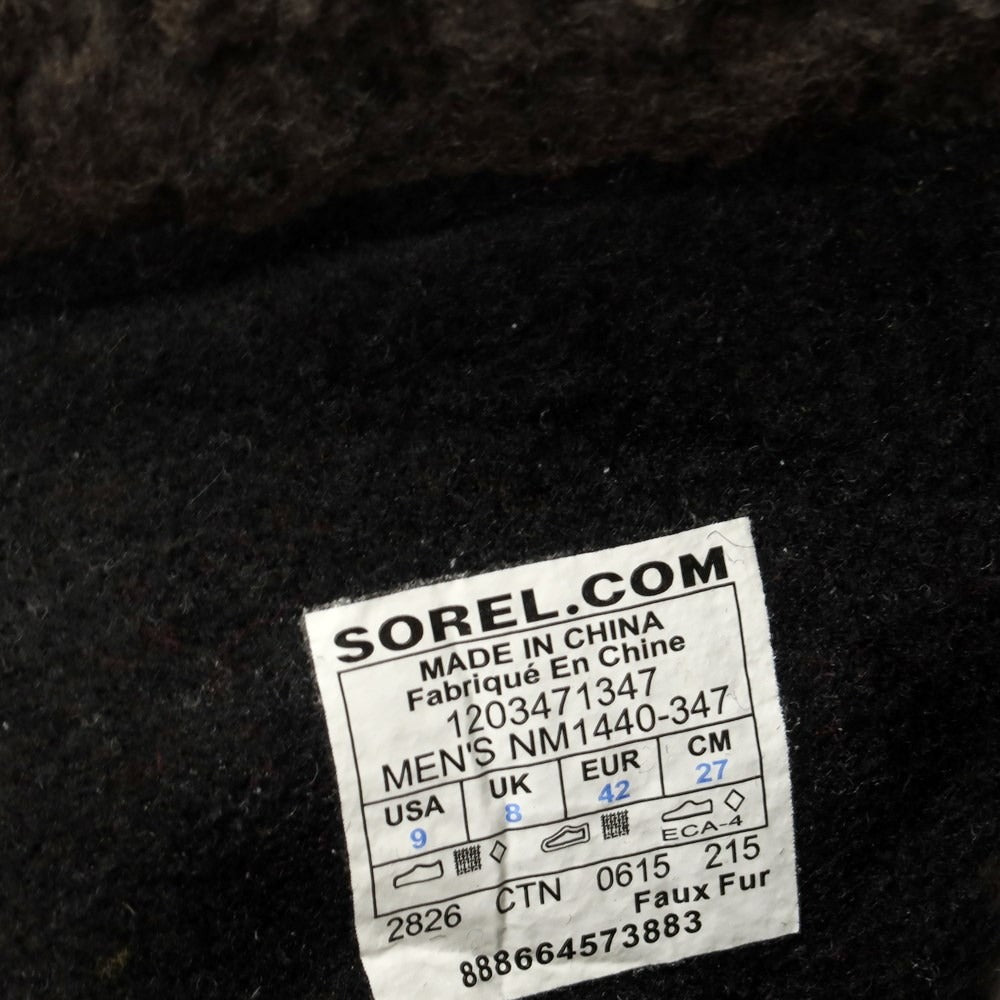 SOREL.COM
MADE IN CHINA
Fabriqué En Chine
1203471347
MEN'S NM1440-347
USA UK EUR CM
9 8 42 27
ECA-4
2826 CTN 0615 215
Faux Fur
888664573883